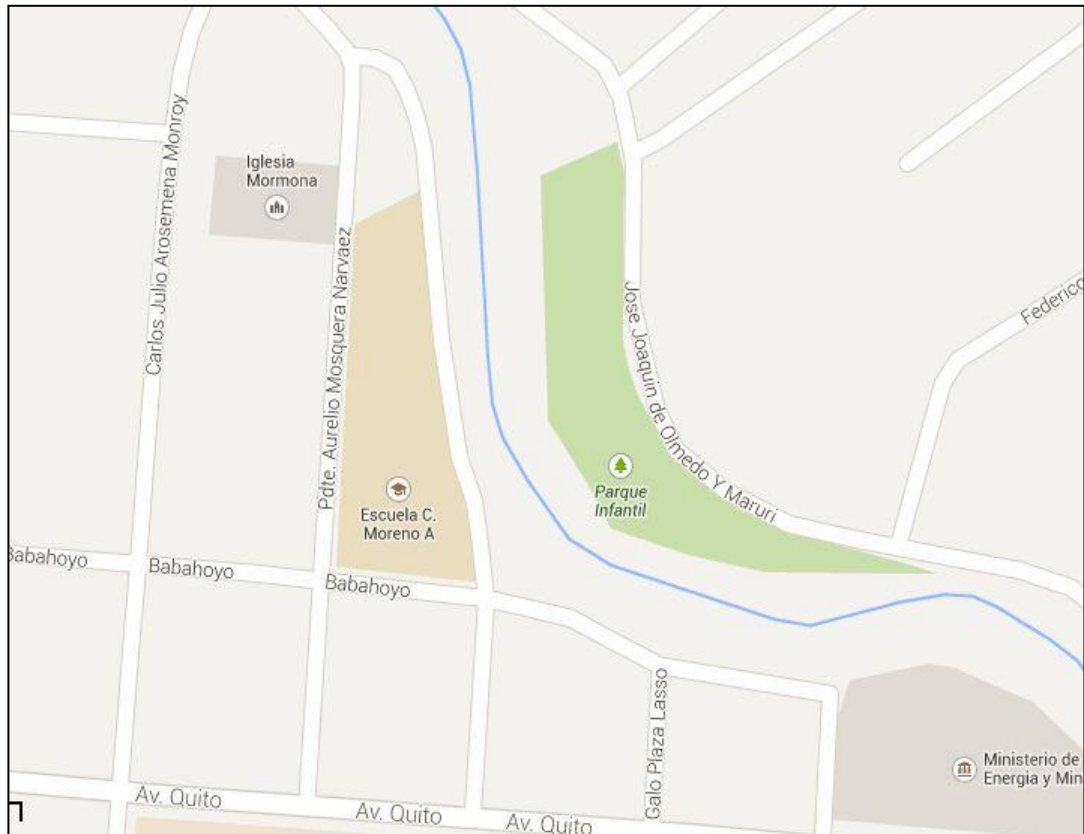 Carlos Julio Arosemena Monroy
Iglesia
Mormona
Pdte. Aurelio Mosquera Narvaez
Jose Joaquin de Olmedo Y Maruri
Federico
Parque
Infantil
Escuela C.
Moreno A
Babahoyo
Babahoyo
Babahoyo
Galo Plaza Lasso
Ministerio de
Energia y Min
Av. Quito
Av. Quito
Av. Quito